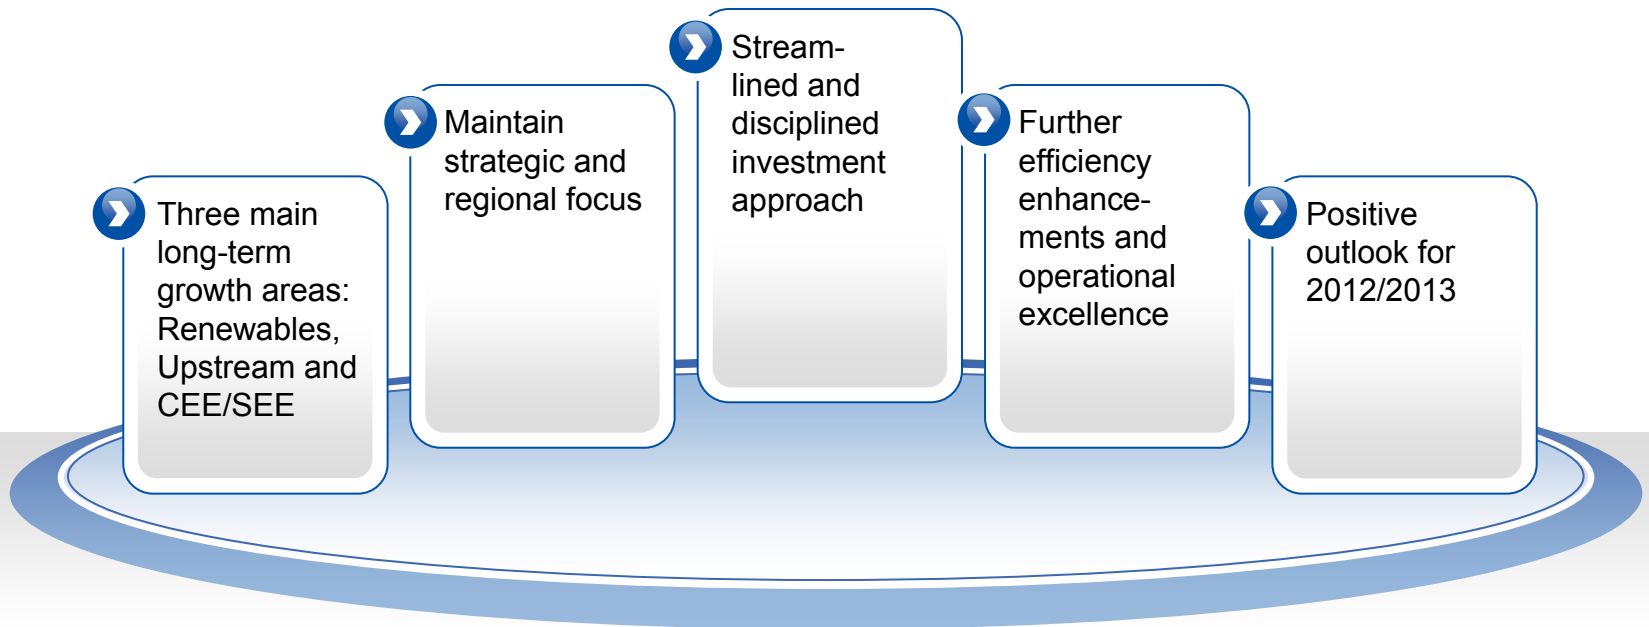 Three main
long-term
growth areas:
Renewables,
Upstream and
CEE/SEE
Maintain
strategic and
regional focus
Stream-
lined and
disciplined
investment
approach
Further
efficiency
enhance-
ments and
operational
excellence
Positive
outlook for
2012/2013